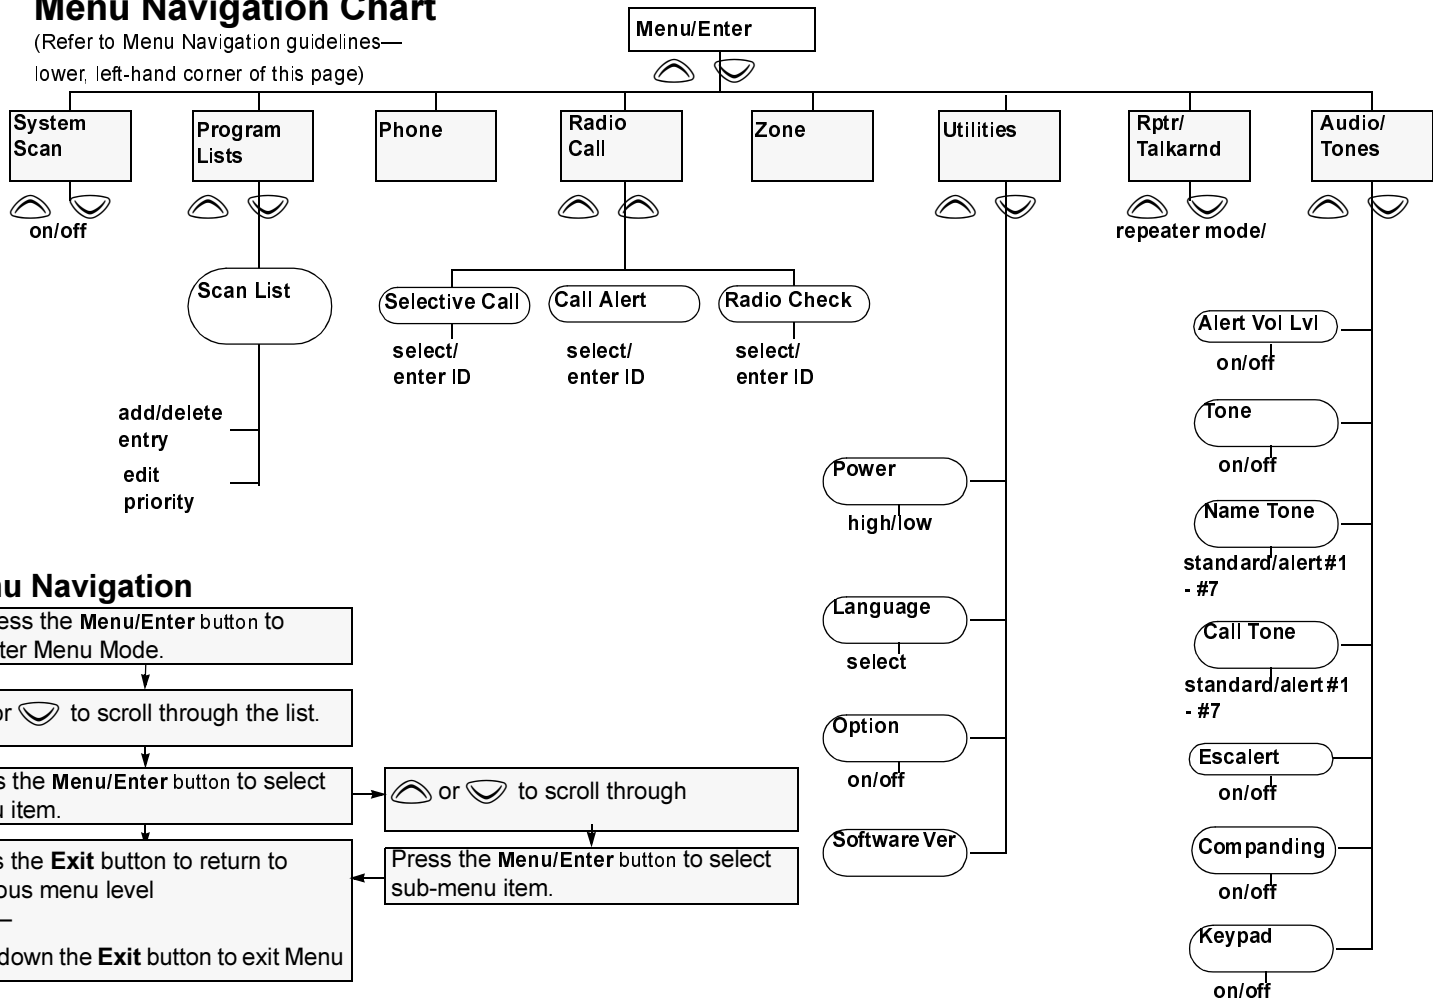 Menu Navigation Chart
(Refer to Menu Navigation guidelines—
lower, left-hand corner of this page)
Menu/Enter
System
Scan
on/off
Program
Lists
Scan List
add/delete
entry
edit
priority
Phone
Radio
Call
Selective Call
select/
enter ID
Call Alert
select/
enter ID
Radio Check
select/
enter ID
Zone
Utilities
Power
high/low
Language
select
Option
on/off
Software Ver
Rptr/
Talkarnd
repeater mode/
Audio/
Tones
Alert Vol Lvl
on/off
Tone
on/off
Name Tone
standard/alert#1
- #7
Call Tone
standard/alert#1
- #7
Escalert
on/off
Companding
on/off
Keypad
on/off
Navigation
the Menu/Enter button to
Menu Mode.
or to scroll through the list.
the Menu/Enter button to select
item.
or to scroll through
Press the Menu/Enter button to select
sub-menu item.
the Exit button to return to
menu level
—
down the Exit button to exit Menu